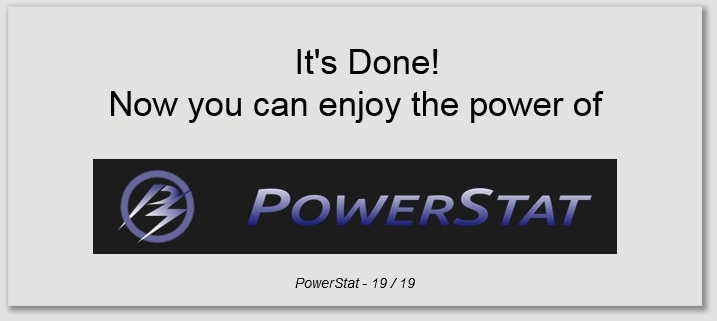 It's Done!
Now you can enjoy the power of
POWERSTAT
PowerStat - 19 / 19